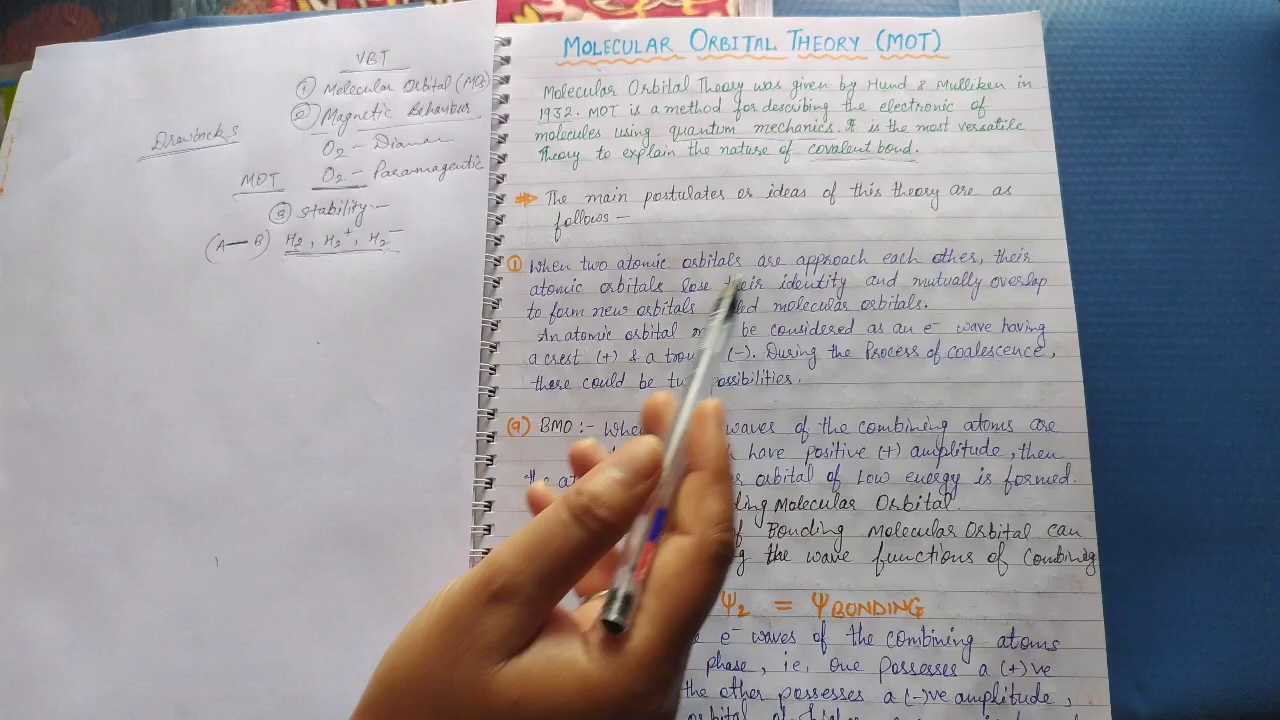 VBT
① Molecular Orbital (MOs)
② Magnetic Behaviour
Drawbacks
O2 – Diaman
O2 – Paramagentic
MOT
③ Stability –
(A—B) H2, H2+, H2-
MOLECULAR ORBITAL THEORY (MOT)
Molecular Orbital Theory was given by Hund & Mulliken in
1932. MOT is a method for describing the electronic of
molecules using quantum mechanics. It is the most versatile
Theory to explain the nature of covalent bond.
The main postulates or ideas of this theory are as
follows –
① When two atomic orbitals are approach each other, their
atomic orbitals lose their identity and mutually overlap
to form new orbitals molecular orbitals.
An atomic orbital be considered as an e- wave having
a crest (+) & a (-). During the Process of coalescence,
there could be two possibilities.
(a) BMO :- waves of the combining atoms are
have positive (+) amplitude, then
the orbital of Low energy is formed.
Molecular Orbital.
of Bonding Molecular Orbital can
the wave functions of Combining
Ψ2 = ΨBONDING
e- waves of the combining atoms
phase, ie, one possesses a (+)ve
the other possesses a (-)ve amplitude,
orbital of